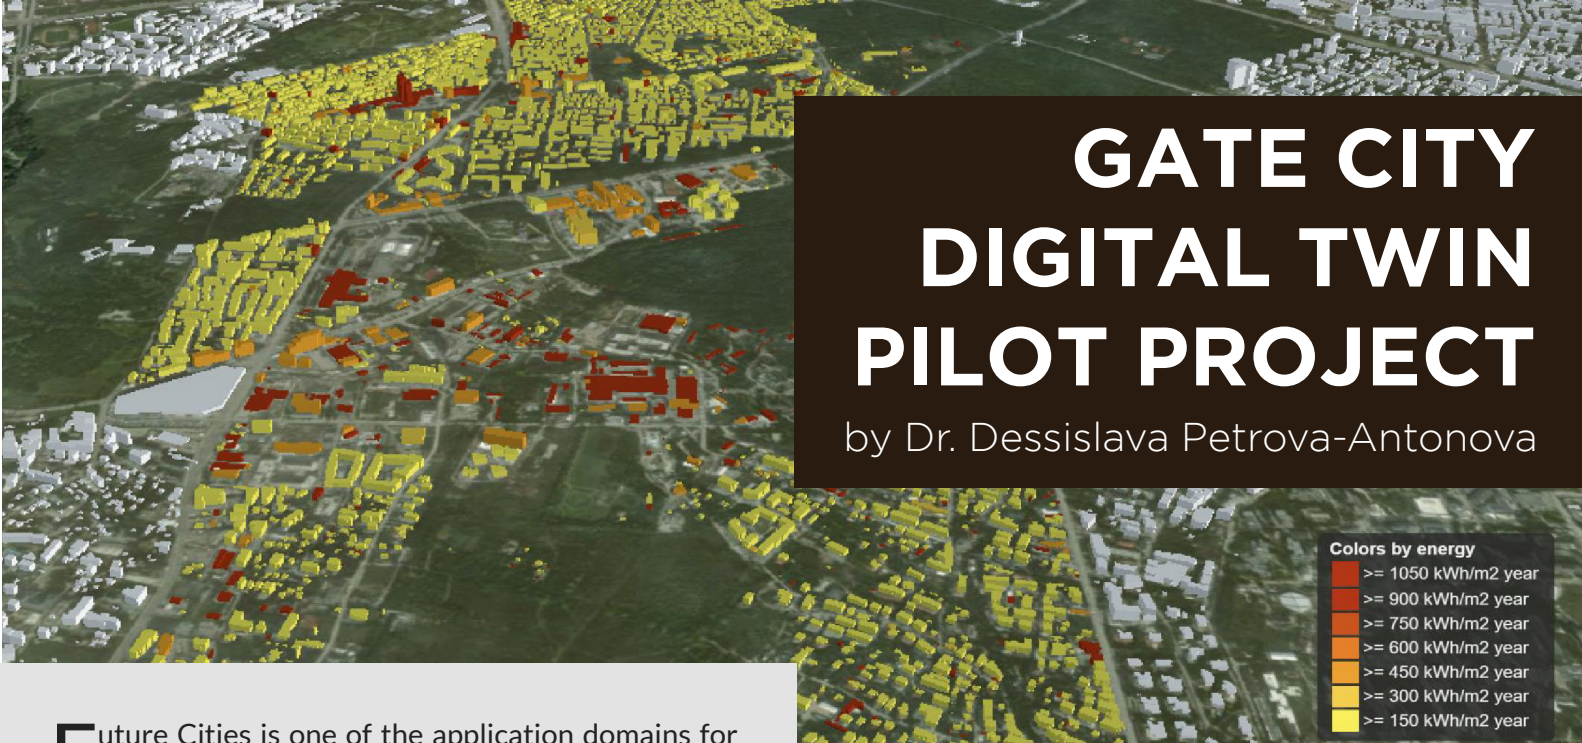 GATE CITY
DIGITAL TWIN
PILOT PROJECT
by Dr. Dessislava Petrova-Antonova
Colors by energy
>= 1050 kWh/m2 year
>= 900 kWh/m2 year
>= 750 kWh/m2 year
>= 600 kWh/m2 year
>= 450 kWh/m2 year
>= 300 kWh/m2 year
>= 150 kWh/m2 year
Future Cities is one of the application domains for